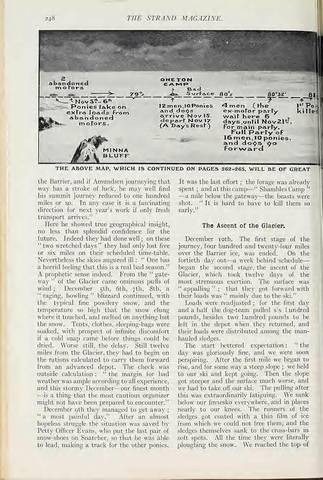 248
THE STRAND MAGAZINE.
2
abandoned
motors
Nov 3rd-6th
Ponies take on
extra loads from
abandoned
motors.
MINNA
BLUFF
79°
ONE TON
CAMP
Bad
Surface
80°
12 men, 10 Ponies
and dogs
arrive Nov 15.
depart Nov 17
(A Day's Rest)
80°32'
4 men (the
ex-motor party
wait here 6
days, until Nov 21st,
for main party.
Full Party of
16 men, 10 ponies,
and dogs go
forward.
81°
1st Po
kille
THE ABOVE MAP, WHICH IS CONTINUED ON PAGES 262-265, WILL BE OF GREAT
the Barrier, and if Amundsen journeying that
way has a stroke of luck, he may well find
his summit journey reduced to one hundred
miles or so. In any case it is a fascinating
direction for next year's work if only fresh
transport arrives."
Here he showed true geographical insight,
no less than splendid confidence for the
future. Indeed they had done well; on these
"two wretched days" they had only lost five
or six miles on their scheduled time-table.
Nevertheless the skies angered ill: "One has
a horrid feeling that this is a real bad season."
A prophetic sense indeed. From the "gate-
way" of the Glacier came ominous puffs of
wind; December 5th, 6th, 7th, 8th, a
"raging, howling" blizzard continued, with
the typical fine powdery snow, and the
temperature so high that the snow clung
where it touched, and melted on anything but
the snow. Tents, clothes, sleeping-bags were
soaked, with prospect of infinite discomfort
if a cold snap came before things could be
dried. Worse still, the delay. Still twelve
miles from the Glacier, they had to begin on
the rations calculated to carry them forward
from an advanced depot. The check was
outside calculation: "the margin for bad
weather was ample according to all experience,
and this stormy December—our finest month
—is a thing that the most cautious organizer
might not have been prepared to encounter."
December 9th they managed to get away;
"a most painful day." After an almost
hopeless struggle the situation was saved by
Petty Officer Evans, who put the last pair of
snow-shoes on Snatcher, so that he was able
to lead, making a track for the other ponies.
It was the last effort; the forage was already
spent; and at this camp—"Shambles Camp"
—a mile below the gateway—the beasts were
shot. "It is hard to have to kill them so
early."
The Ascent of the Glacier.
December 10th. The first stage of the
journey, four hundred and twenty-four miles
over the Barrier ice, was ended. On the
fortieth day out—a week behind schedule—
began the second stage, the ascent of the
Glacier, which took twelve days of the
most strenuous exertion. The surface was
"appalling"; that they got forward with
their loads was "mainly due to the ski."
Loads were readjusted; for the first day
and a half the dog-team pulled six hundred
pounds, besides two hundred pounds to be
left in the depot when they returned, and
their loads were distributed among the man-
hauled sledges.
The start bettered expectation: "the
day was gloriously fine, and we were soon
perspiring. After the first mile we began to
rise, and for some way a steep slope; we held
to our ski and kept going. Then the slope
got steeper and the surface much worse, and
we had to take off our ski. The pulling after
this was extraordinarily fatiguing. We sank
below our finnesko everywhere, and in places
nearly to our knees. The runners of the
sledges got coated with a thin film of ice
from which we could not free them, and the
sledges themselves sank to the cross-bars in
soft spots. All the time they were literally
ploughing the snow. We reached the top of